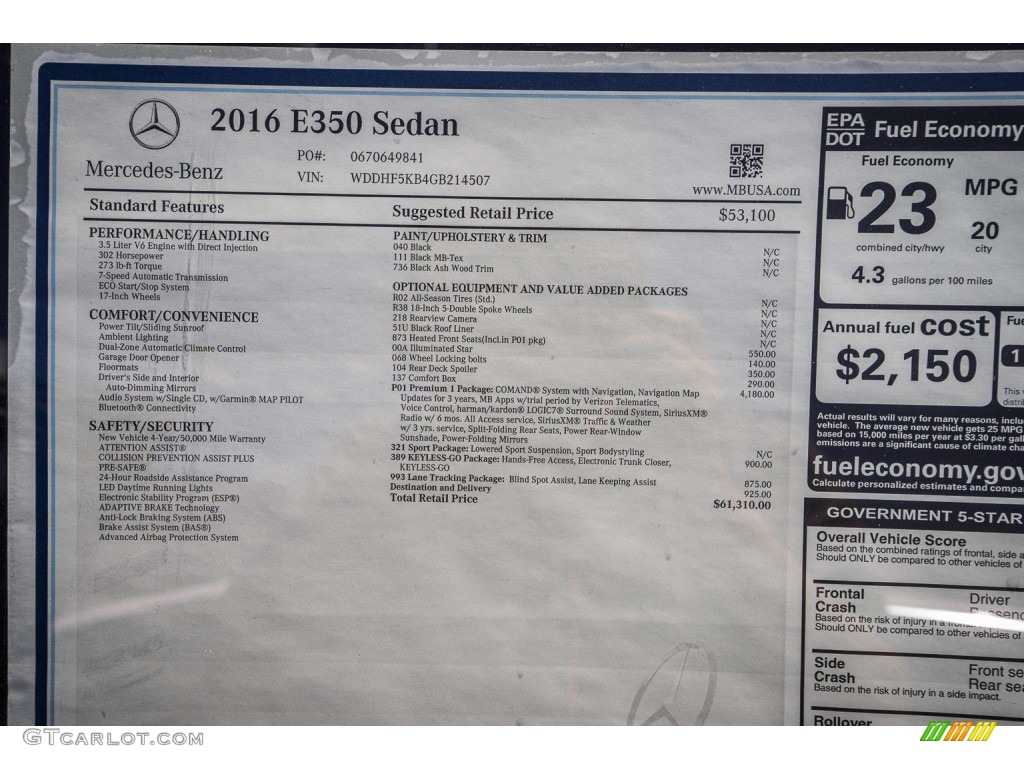 2016 E350 Sedan
Mercedes-Benz
PO#: 0670649841
VIN: WDDHF5KB4GB214507
www.MBUSA.com
Standard Features
PERFORMANCE/HANDLING
3.5 Liter V6 Engine with Direct Injection
302 Horsepower
273 lb-ft Torque
7-Speed Automatic Transmission
ECO Start/Stop System
17-Inch Wheels
COMFORT/CONVENIENCE
Power Tilt/Sliding Sunroof
Ambient Lighting
Dual-Zone Automatic Climate Control
Garage Door Opener
Floormats
Driver's Side and Interior
Auto-Dimming Mirrors
Audio System w/Single CD, w/Garmin® MAP PILOT
Bluetooth® Connectivity
SAFETY/SECURITY
New Vehicle 4-Year/50,000 Mile Warranty
ATTENTION ASSIST®
COLLISION PREVENTION ASSIST PLUS
PRE-SAFE®
24-Hour Roadside Assistance Program
LED Daytime Running Lights
Electronic Stability Program (ESP®)
ADAPTIVE BRAKE Technology
Anti-Lock Braking System (ABS)
Brake Assist System (BAS®)
Advanced Airbag Protection System
Suggested Retail Price $53,100
PAINT/UPHOLSTERY & TRIM
040 Black N/C
111 Black MB-Tex N/C
736 Black Ash Wood Trim N/C
OPTIONAL EQUIPMENT AND VALUE ADDED PACKAGES
R02 All-Season Tires (Std.) N/C
R38 18-Inch 5-Double Spoke Wheels N/C
218 Rearview Camera N/C
51U Black Roof Liner N/C
873 Heated Front Seats(Incl.in P01 pkg) N/C
00A Illuminated Star 550.00
068 Wheel Locking bolts 140.00
104 Rear Deck Spoiler 350.00
137 Comfort Box 290.00
P01 Premium 1 Package: COMAND® System with Navigation, Navigation Map 4,180.00
Updates for 3 years, MB Apps w/trial period by Verizon Telematics,
Voice Control, harman/kardon® LOGIC7® Surround Sound System, SiriusXM®
Radio w/ 6 mos. All Access service, SiriusXM® Traffic & Weather
w/ 3 yrs. service, Split-Folding Rear Seats, Power Rear-Window
Sunshade, Power-Folding Mirrors
321 Sport Package: Lowered Sport Suspension, Sport Bodystyling N/C
389 KEYLESS-GO Package: Hands-Free Access, Electronic Trunk Closer, 900.00
KEYLESS-GO
993 Lane Tracking Package: Blind Spot Assist, Lane Keeping Assist 875.00
Destination and Delivery 925.00
Total Retail Price $61,310.00
EPA
DOT Fuel Economy
Fuel Economy
23 MPG
20
combined city/hwy city
4.3 gallons per 100 miles
Annual fuel cost
$2,150
Fue
1
This
distri
Actual results will vary for many reasons, inclu
vehicle. The average new vehicle gets 25 MPG
based on 15,000 miles per year at $3.30 per gall
emissions are a significant cause of climate cha
fueleconomy.gov
Calculate personalized estimates and compa
GOVERNMENT 5-STAR
Overall Vehicle Score
Based on the combined ratings of frontal, side a
Should ONLY be compared to other vehicles of
Frontal Driver
Crash Passeng
Based on the risk of injury in a frontal
Should ONLY be compared to other vehicles of
Side Front se
Crash Rear sea
Based on the risk of injury in a side impact.
Rollover
GTcarlot.com